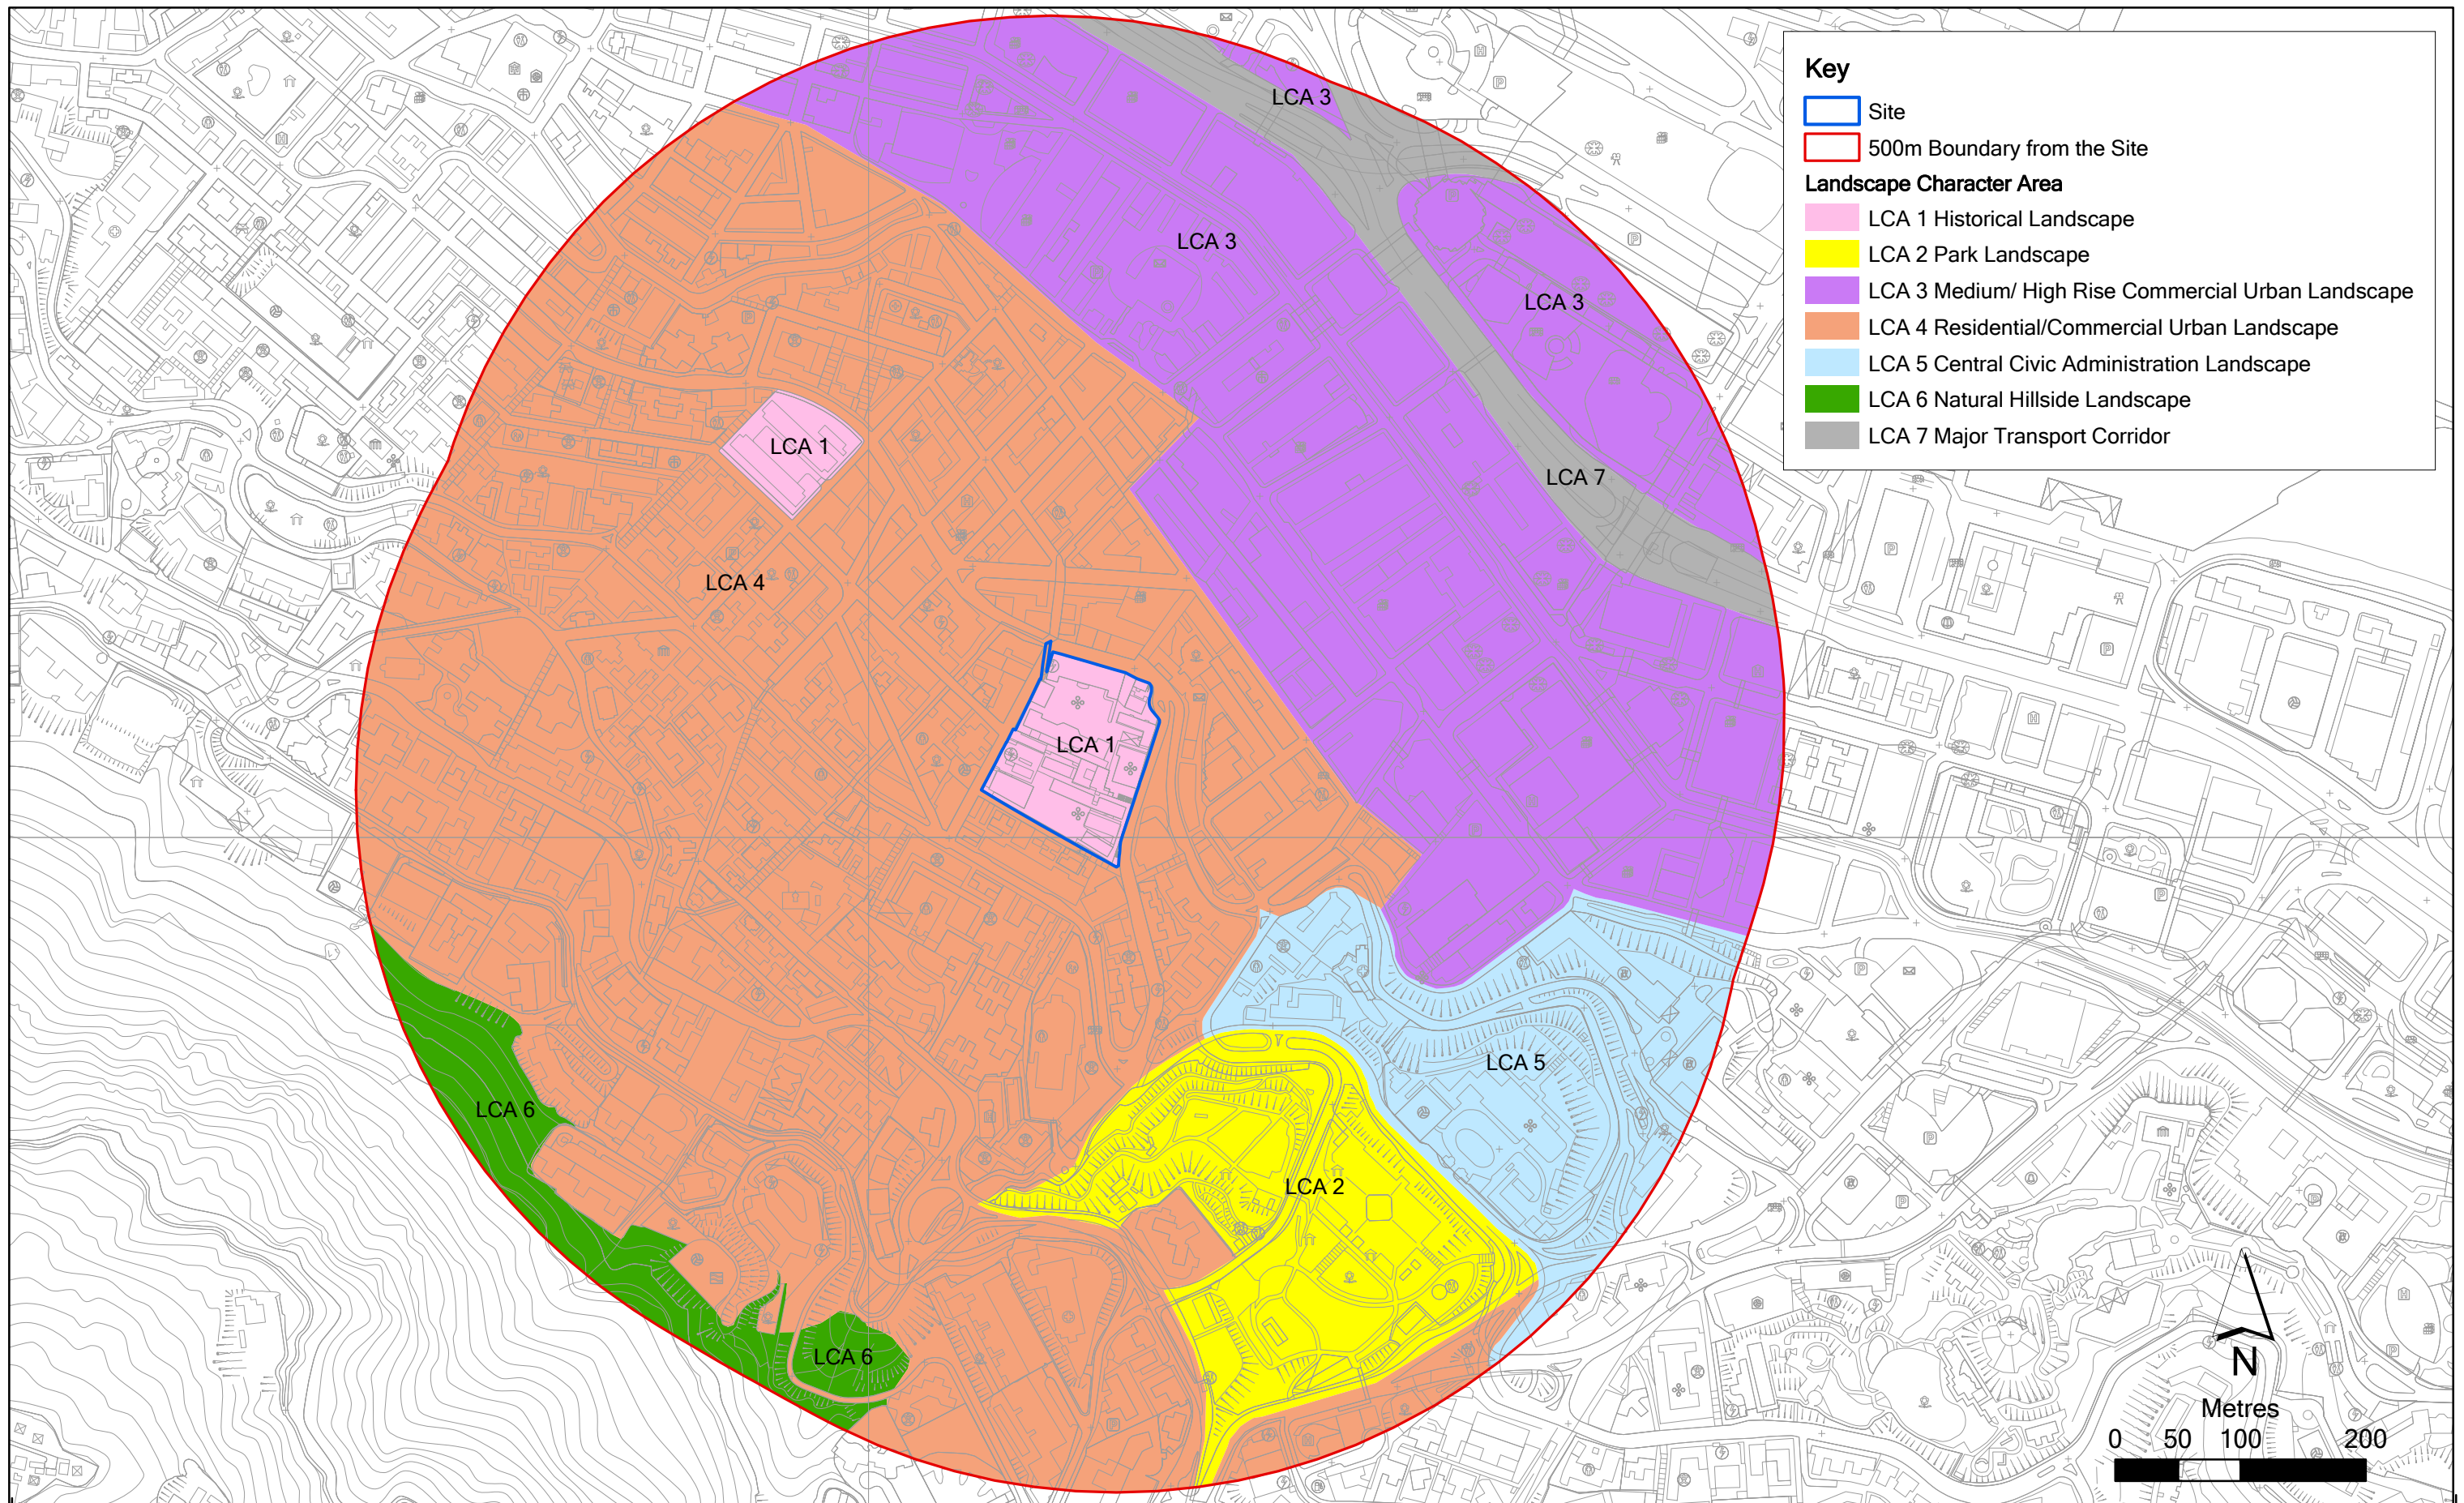 Key
Site
500m Boundary from the Site
Landscape Character Area
LCA 1 Historical Landscape
LCA 2 Park Landscape
LCA 3 Medium/ High Rise Commercial Urban Landscape
LCA 4 Residential/Commercial Urban Landscape
LCA 5 Central Civic Administration Landscape
LCA 6 Natural Hillside Landscape
LCA 7 Major Transport Corridor
LCA 3
LCA 3
LCA 3
LCA 1
LCA 7
LCA 4
LCA 1
LCA 5
LCA 6
LCA 2
LCA 6
N
Metres
0 50 100 200